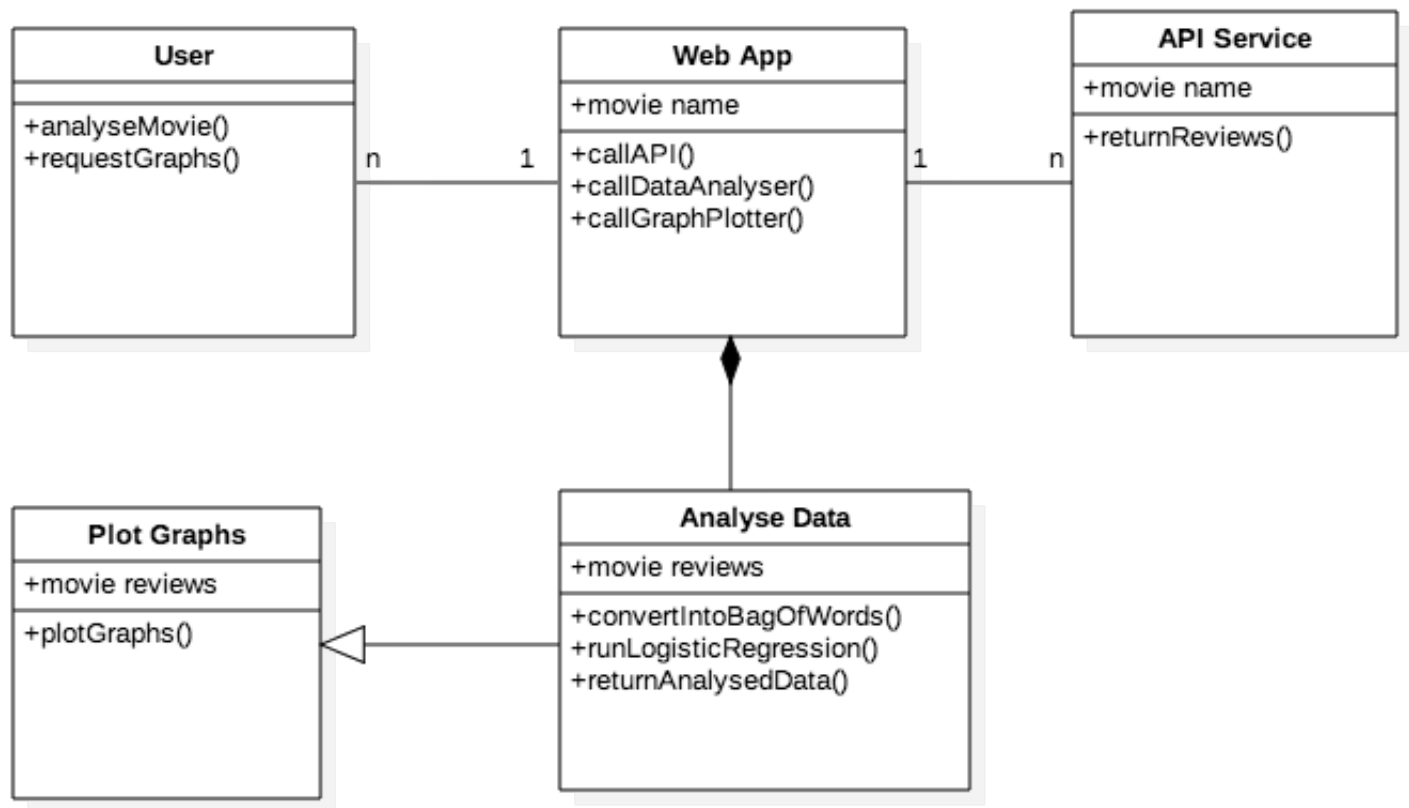 User
+analyseMovie()
+requestGraphs()
n
1
Web App
+movie name
+callAPI()
+callDataAnalyser()
+callGraphPlotter()
1
n
API Service
+movie name
+returnReviews()
Plot Graphs
+movie reviews
+plotGraphs()
Analyse Data
+movie reviews
+convertIntoBagOfWords()
+runLogisticRegression()
+returnAnalysedData()